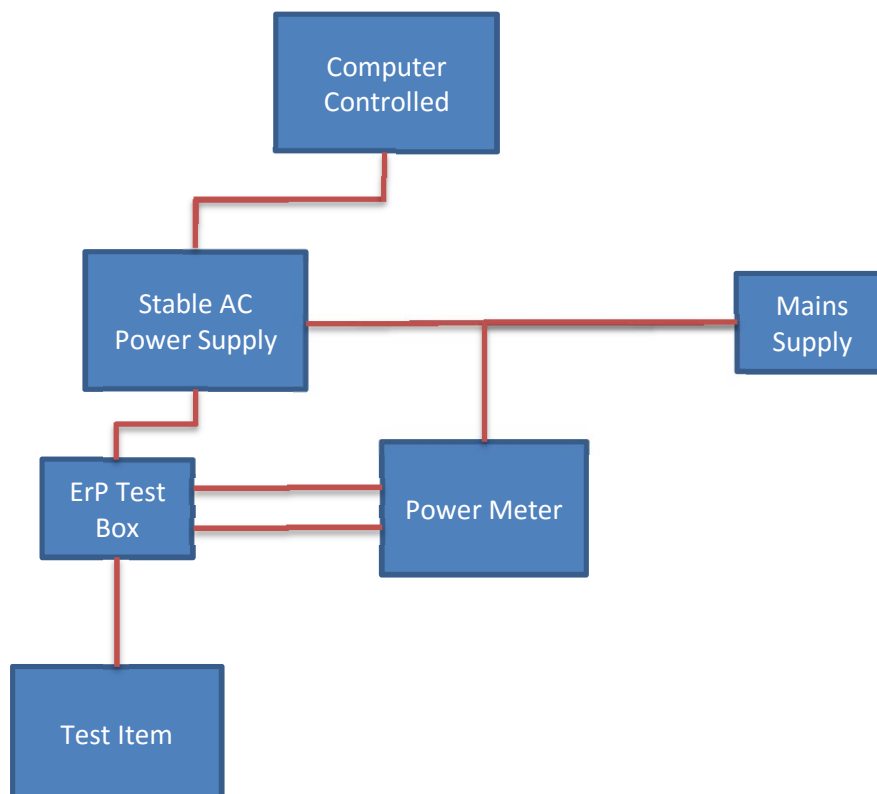 Computer
Controlled
Stable AC
Power Supply
Mains
Supply
ErP Test
Box
Power Meter
Test Item